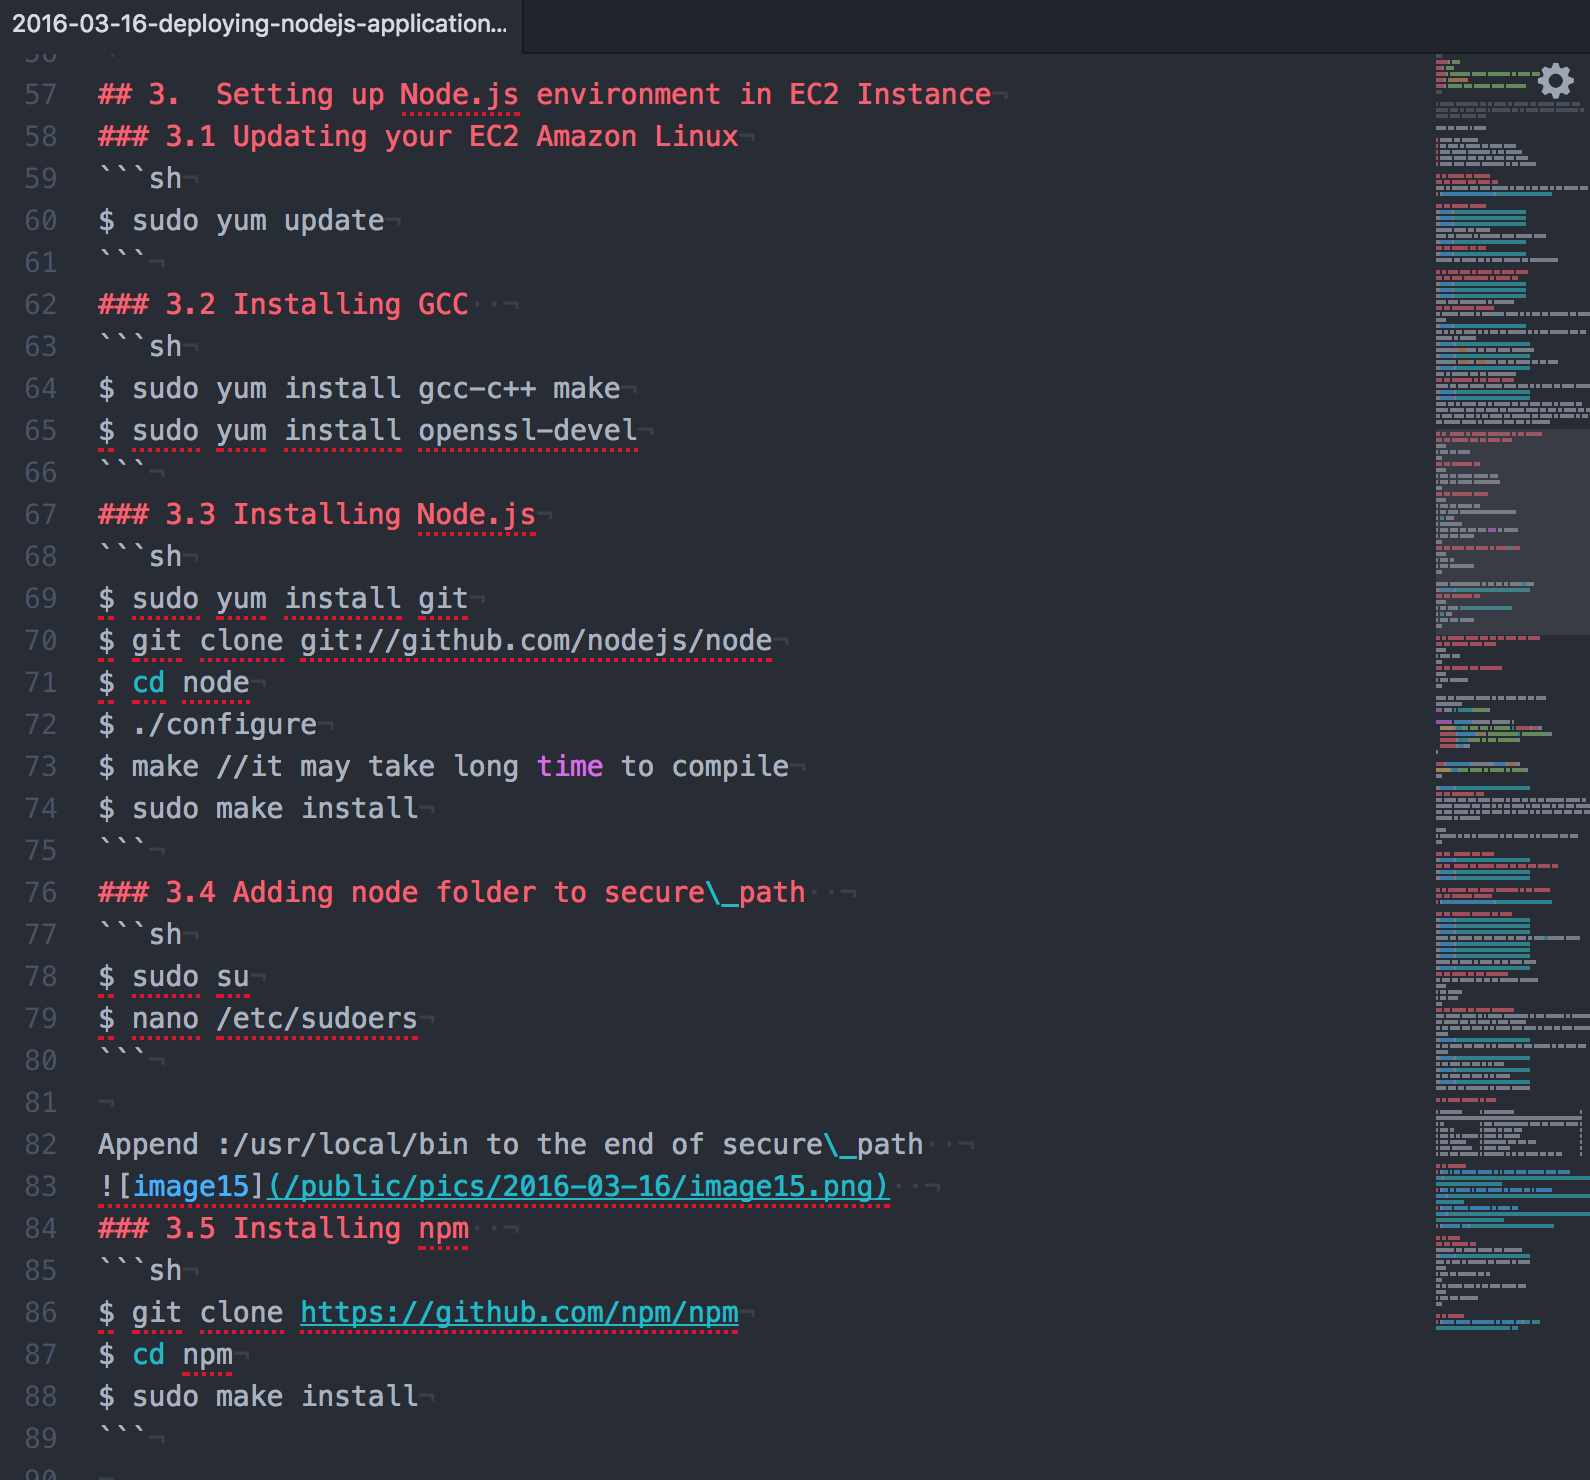 2016-03-16-deploying-nodejs-application...
56
57 ## 3.  Setting up Node.js environment in EC2 Instance¬
58 ### 3.1 Updating your EC2 Amazon Linux¬
59 ```sh¬
60 $ sudo yum update¬
61 ```¬
62 ### 3.2 Installing GCC··¬
63 ```sh¬
64 $ sudo yum install gcc-c++ make¬
65 $ sudo yum install openssl-devel¬
66 ```¬
67 ### 3.3 Installing Node.js¬
68 ```sh¬
69 $ sudo yum install git¬
70 $ git clone git://github.com/nodejs/node¬
71 $ cd node¬
72 $ ./configure¬
73 $ make //it may take long time to compile¬
74 $ sudo make install¬
75 ```¬
76 ### 3.4 Adding node folder to secure\_path··¬
77 ```sh¬
78 $ sudo su¬
79 $ nano /etc/sudoers¬
80 ```¬
81 ¬
82 Append :/usr/local/bin to the end of secure\_path··¬
83 ![image15](/public/pics/2016-03-16/image15.png)··¬
84 ### 3.5 Installing npm··¬
85 ```sh¬
86 $ git clone https://github.com/npm/npm¬
87 $ cd npm¬
88 $ sudo make install¬
89 ```¬
90 ¬